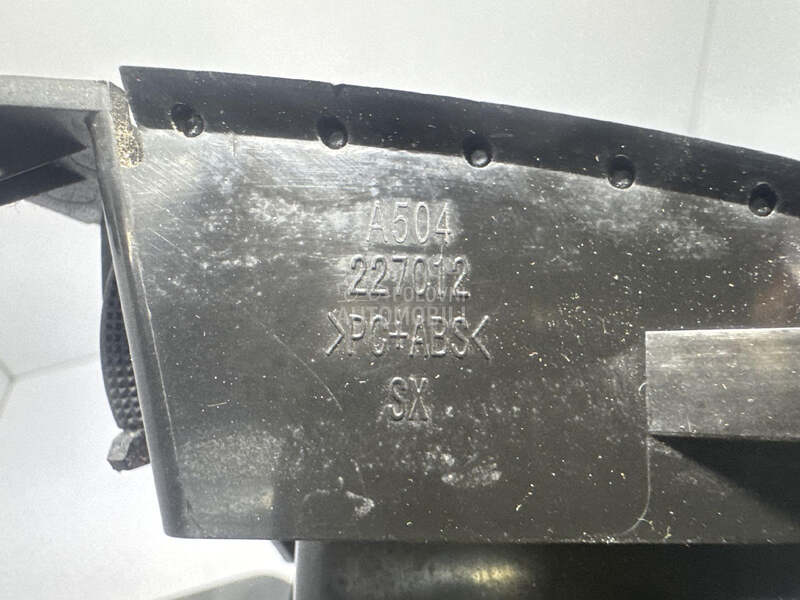 A504
227012
>PC+ABS<
SX